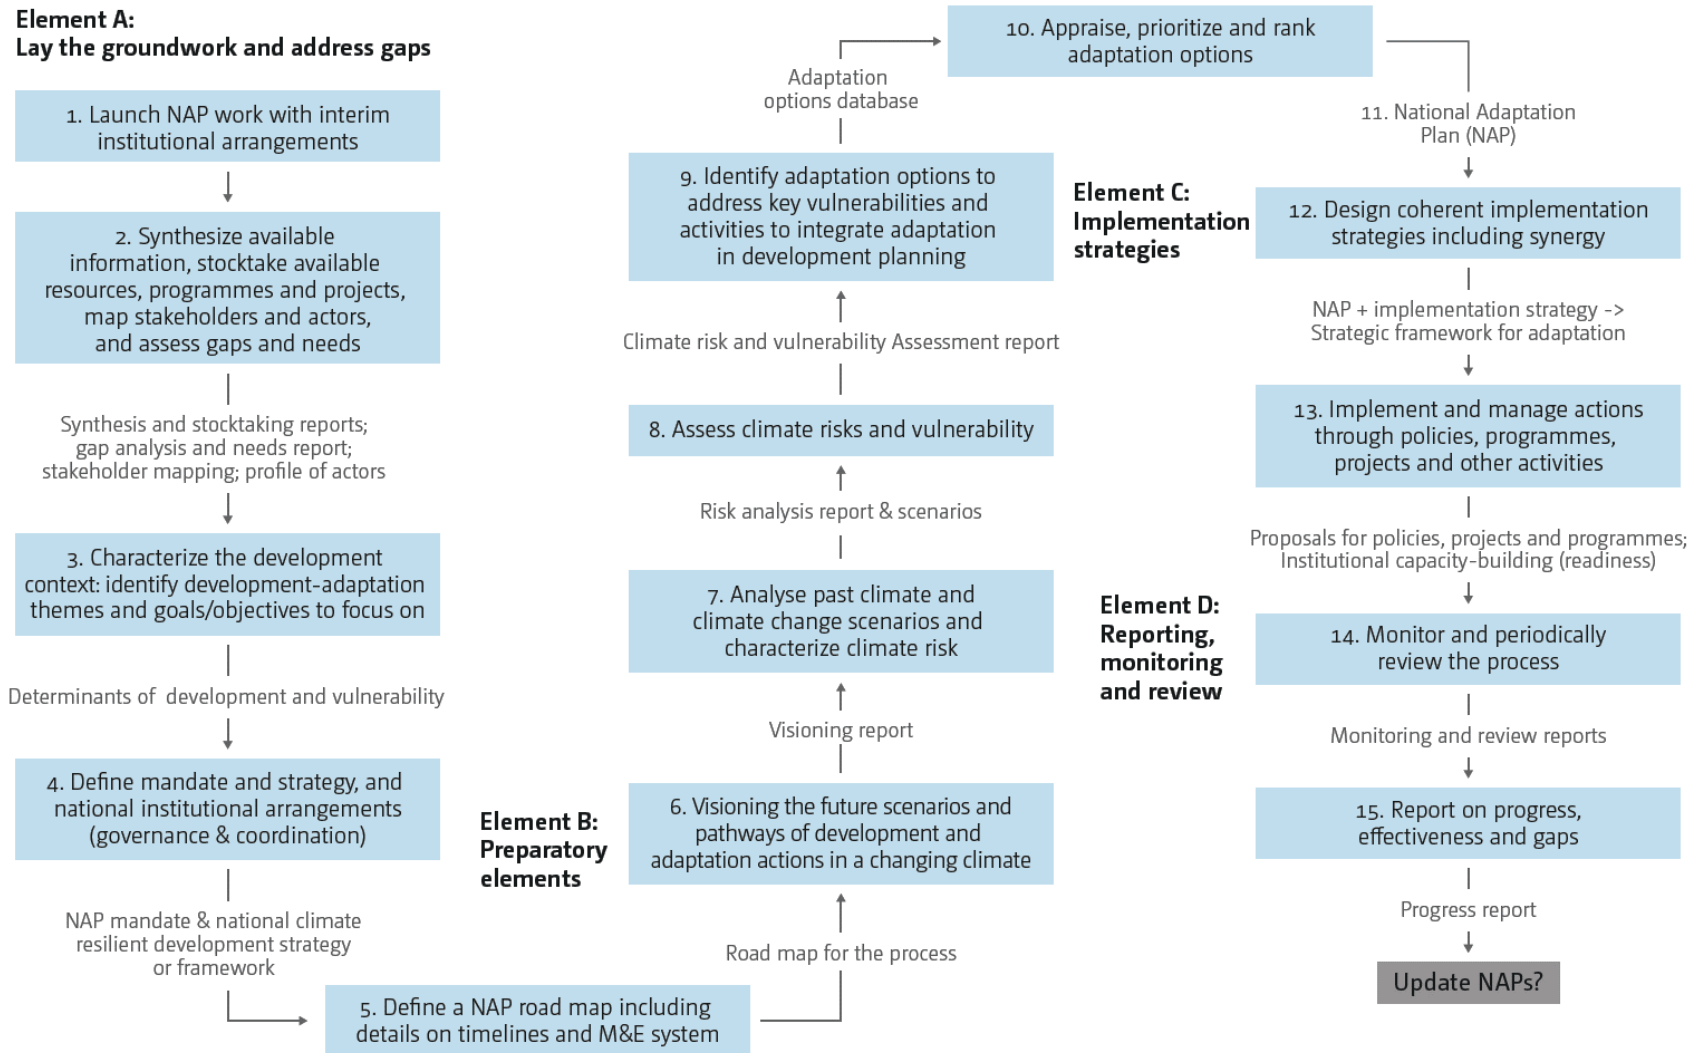 Element A:
Lay the groundwork and address gaps
1. Launch NAP work with interim
institutional arrangements
2. Synthesize available
information, stocktake available
resources, programmes and projects,
map stakeholders and actors,
and assess gaps and needs
Synthesis and stocktaking reports;
gap analysis and needs report;
stakeholder mapping; profile of actors
3. Characterize the development
context: identify development-adaptation
themes and goals/objectives to focus on
Determinants of development and vulnerability
4. Define mandate and strategy, and
national institutional arrangements
(governance & coordination)
NAP mandate & national climate
resilient development strategy
or framework
5. Define a NAP road map including
details on timelines and M&E system
Road map for the process
Element B:
Preparatory
elements
6. Visioning the future scenarios and
pathways of development and
adaptation actions in a changing climate
Visioning report
7. Analyse past climate and
climate change scenarios and
characterize climate risk
Risk analysis report & scenarios
8. Assess climate risks and vulnerability
Climate risk and vulnerability Assessment report
9. Identify adaptation options to
address key vulnerabilities and
activities to integrate adaptation
in development planning
Adaptation
options database
10. Appraise, prioritize and rank
adaptation options
11. National Adaptation
Plan (NAP)
Element C:
Implementation
strategies
12. Design coherent implementation
strategies including synergy
NAP + implementation strategy ->
Strategic framework for adaptation
13. Implement and manage actions
through policies, programmes,
projects and other activities
Proposals for policies, projects and programmes;
Institutional capacity-building (readiness)
Element D:
Reporting,
monitoring
and review
14. Monitor and periodically
review the process
Monitoring and review reports
15. Report on progress,
effectiveness and gaps
Progress report
Update NAPs?